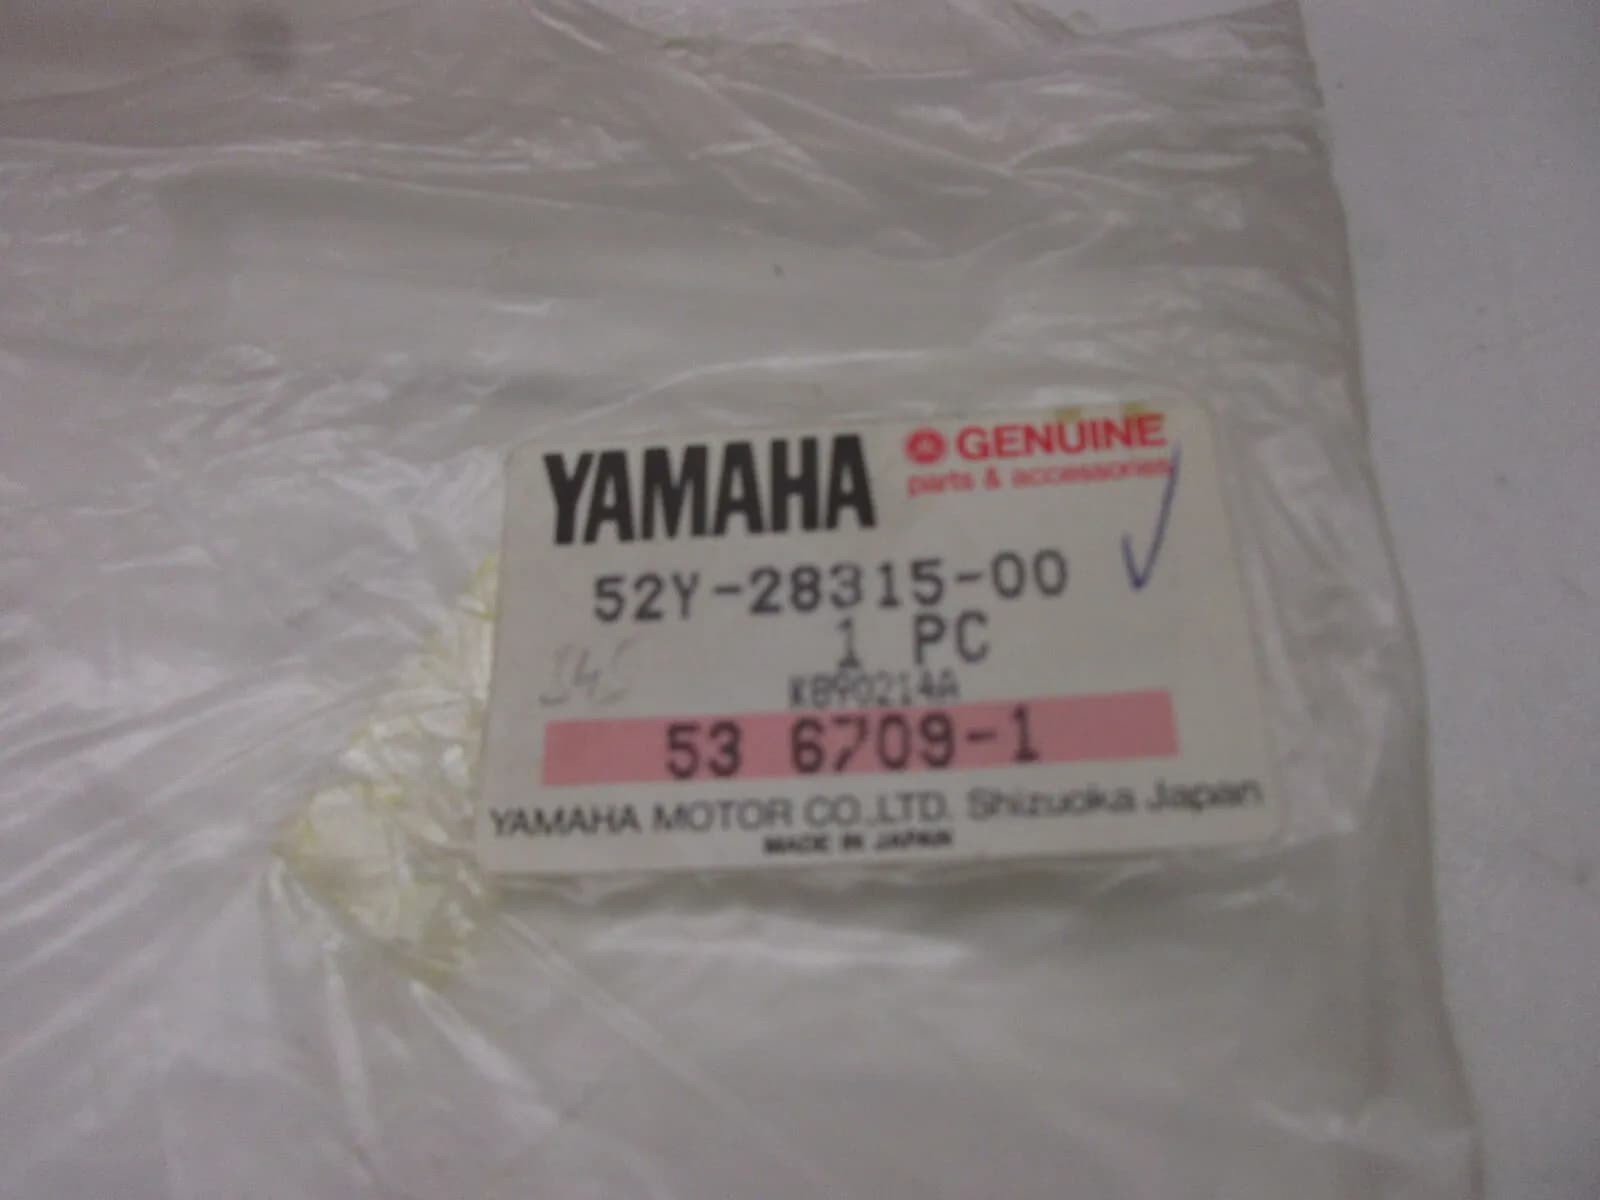 YAMAHA
GENUINE
parts & accessories
52Y-28315-00
1 PC
K890214A
53 6709-1
YAMAHA MOTOR CO.,LTD. Shizuoka Japan
MADE IN JAPAN